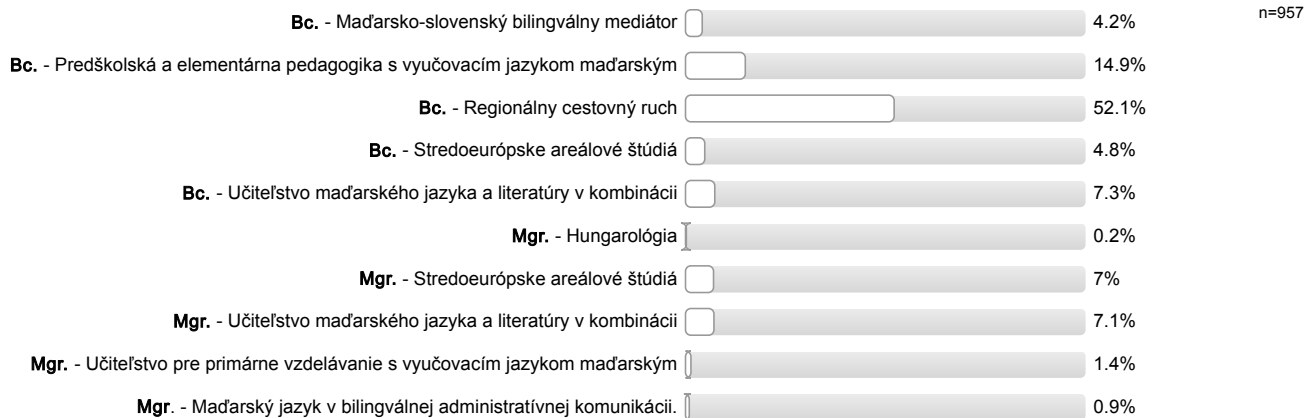 Bc. - Maďarsko-slovenský bilingválny mediátor 4.2% n=957
Bc. - Predškolská a elementárna pedagogika s vyučovacím jazykom maďarským 14.9%
Bc. - Regionálny cestovný ruch 52.1%
Bc. - Stredoeurópske areálové štúdiá 4.8%
Bc. - Učiteľstvo maďarského jazyka a literatúry v kombinácii 7.3%
Mgr. - Hungarológia 0.2%
Mgr. - Stredoeurópske areálové štúdiá 7%
Mgr. - Učiteľstvo maďarského jazyka a literatúry v kombinácii 7.1%
Mgr. - Učiteľstvo pre primárne vzdelávanie s vyučovacím jazykom maďarským 1.4%
Mgr. - Maďarský jazyk v bilingválnej administratívnej komunikácii. 0.9%